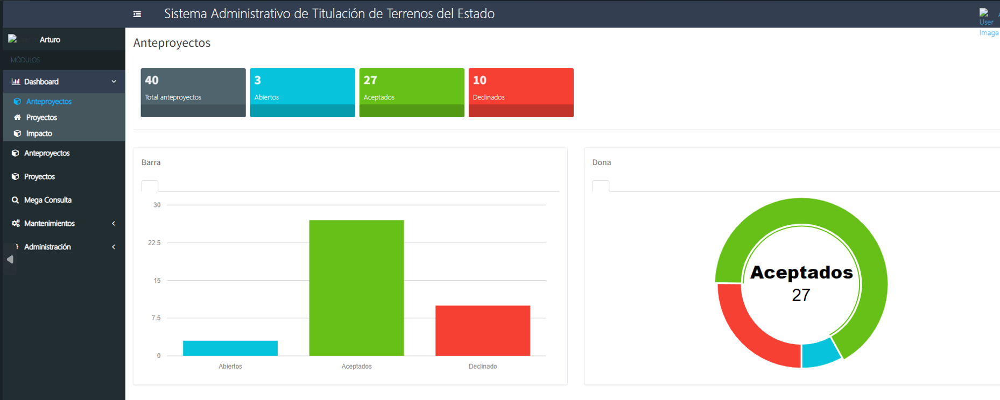 Sistema Administrativo de Titulación de Terrenos del Estado
User
Image
Arturo
MÓDULOS
Dashboard
Anteproyectos
Proyectos
Impacto
Anteproyectos
Proyectos
Mega Consulta
Mantenimientos
Administración
Anteproyectos
40
Total anteproyectos
3
Abiertos
27
Aceptados
10
Declinados
Barra
30
22.5
15
7.5
0
Abiertos
Aceptados
Declinado
Dona
Aceptados
27